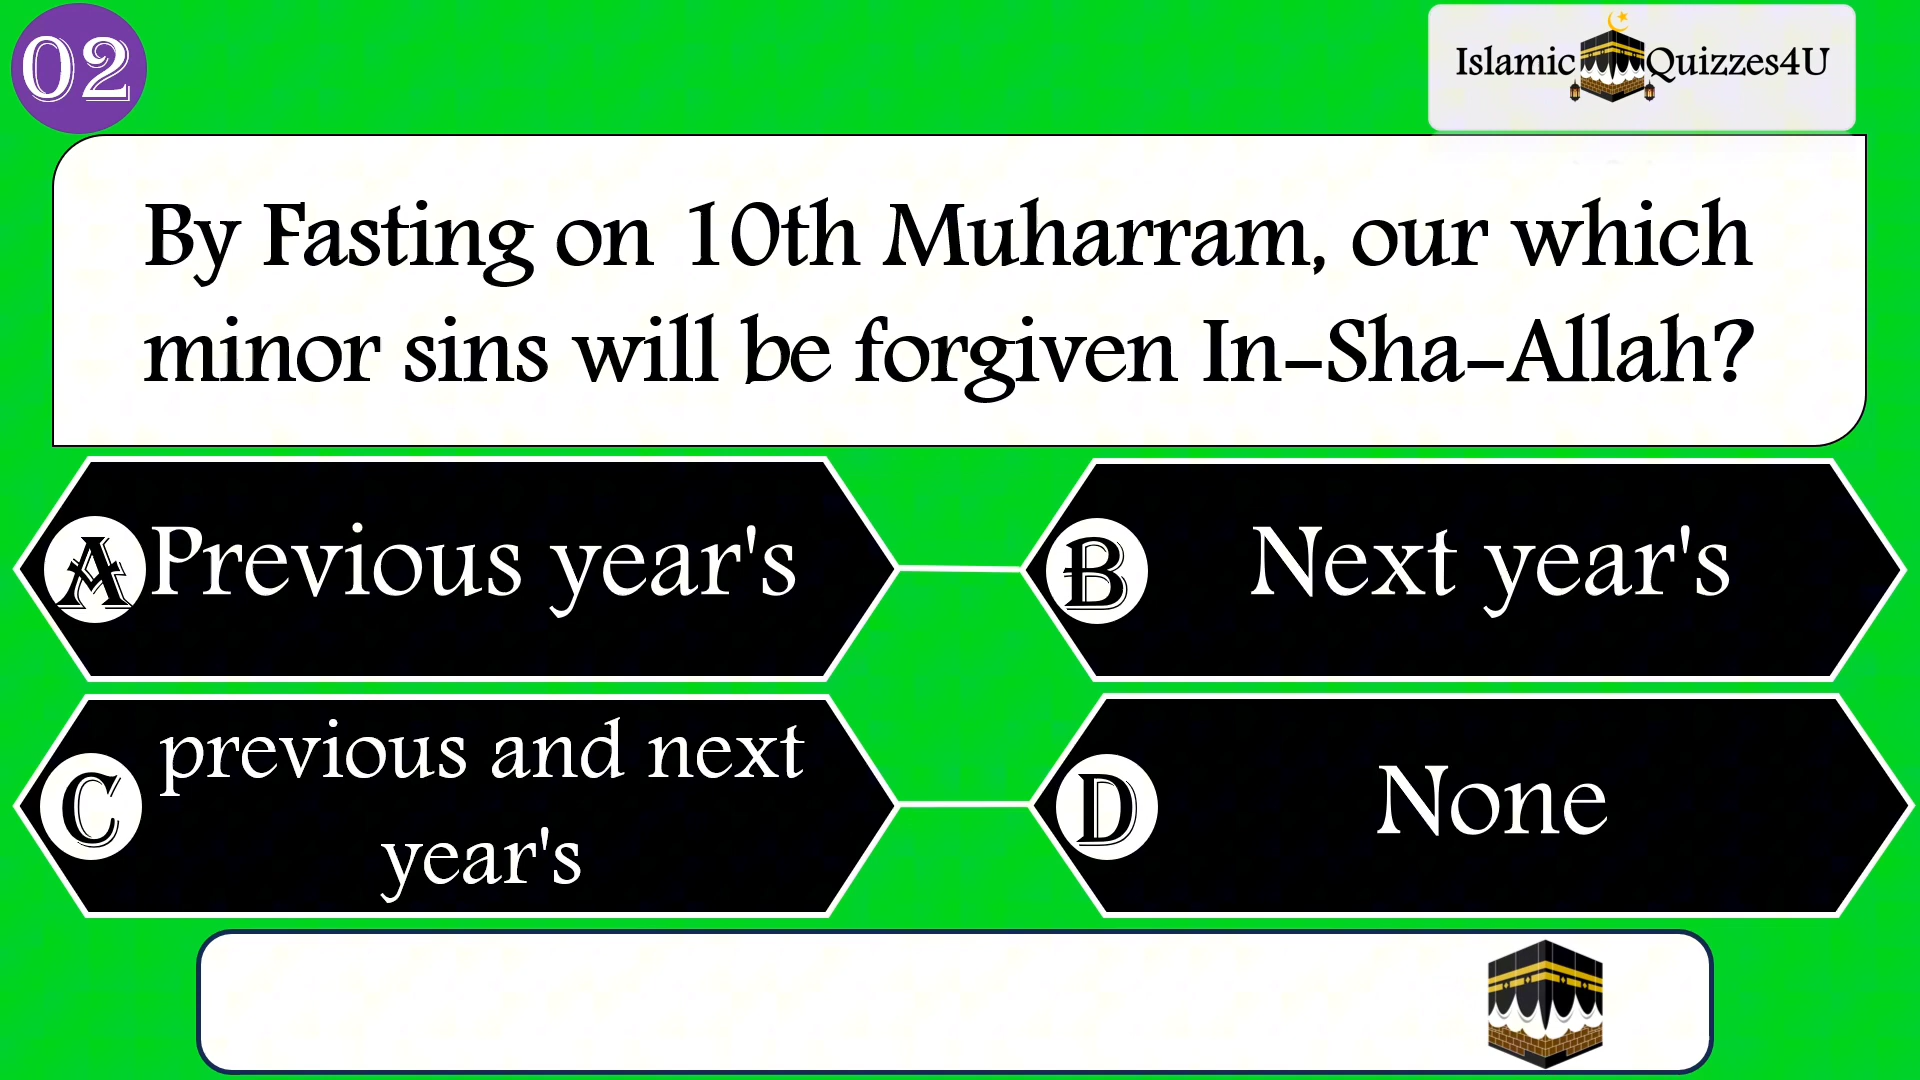 02
Islamic Quizzes4U
By Fasting on 10th Muharram, our which
minor sins will be forgiven In-Sha-Allah?
A Previous year's
B Next year's
C previous and next
year's
D None